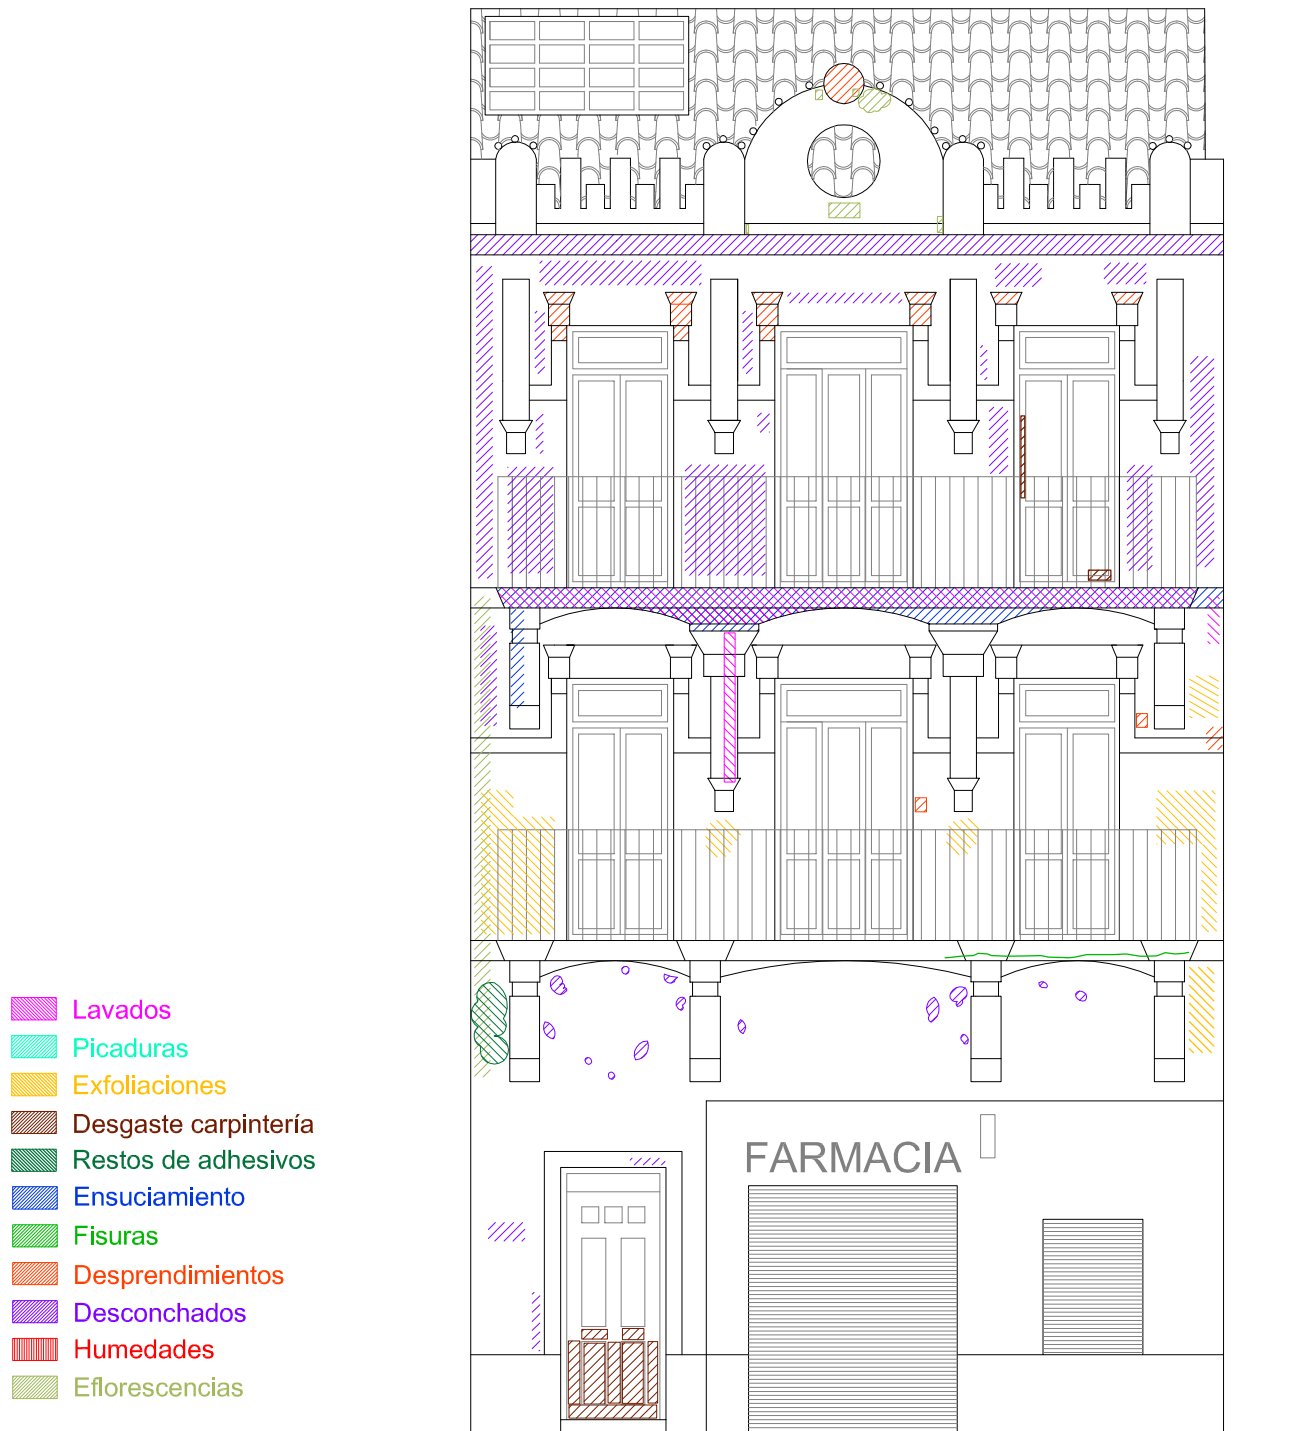 Lavados
Picaduras
Exfoliaciones
Desgaste carpintería
FARMACIA
Restos de adhesivos
Ensuciamiento
Fisuras
Desprendimientos
Desconchados
Humedades
Eflorescencias